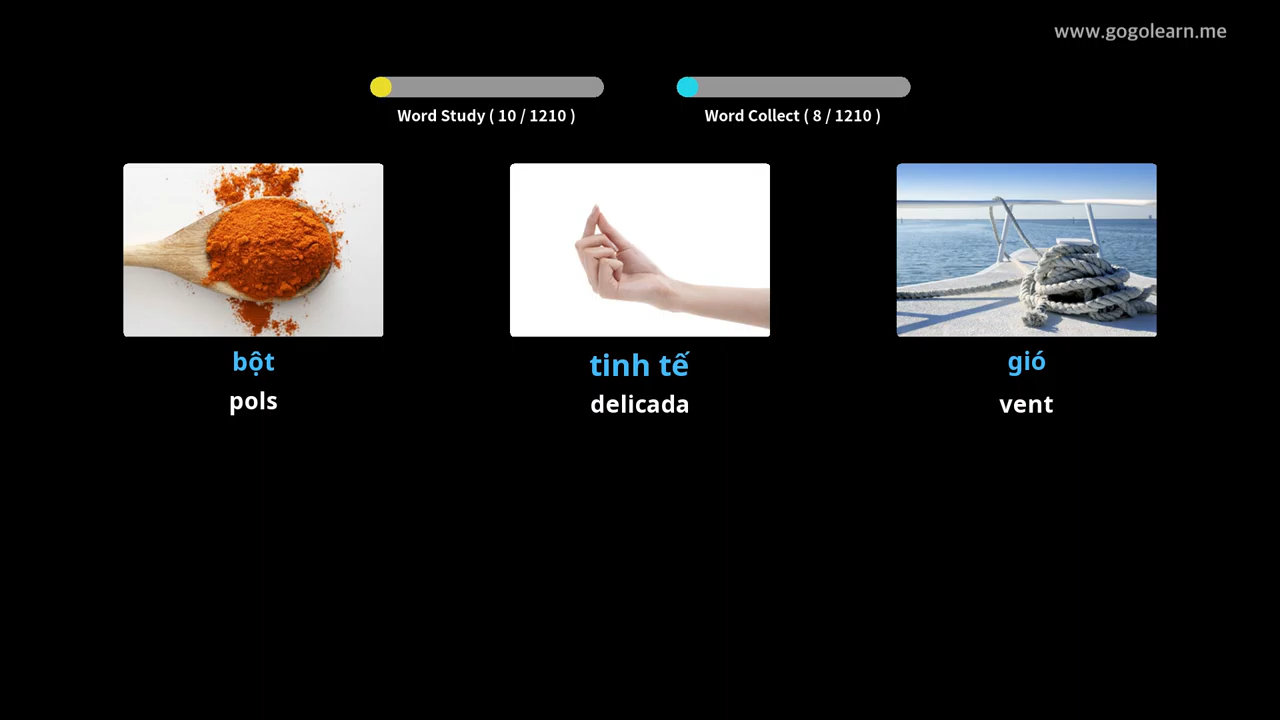 www.gogolearn.me
Word Study ( 10 / 1210 )
Word Collect ( 8 / 1210 )
bột
tinh tế
gió
pols
delicada
vent